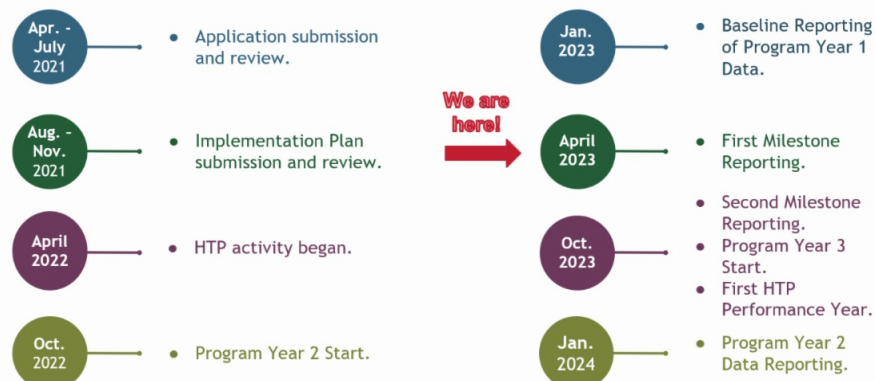 Apr. -
July
2021
• Application submission
and review.
Aug. -
Nov.
2021
• Implementation Plan
submission and review.
April
2022
• HTP activity began.
Oct.
2022
• Program Year 2 Start.
We are
here!
Jan.
2023
• Baseline Reporting
of Program Year 1
Data.
April
2023
• First Milestone
Reporting.
Oct.
2023
• Second Milestone
Reporting.
• Program Year 3
Start.
• First HTP
Performance Year.
Jan.
2024
• Program Year 2
Data Reporting.